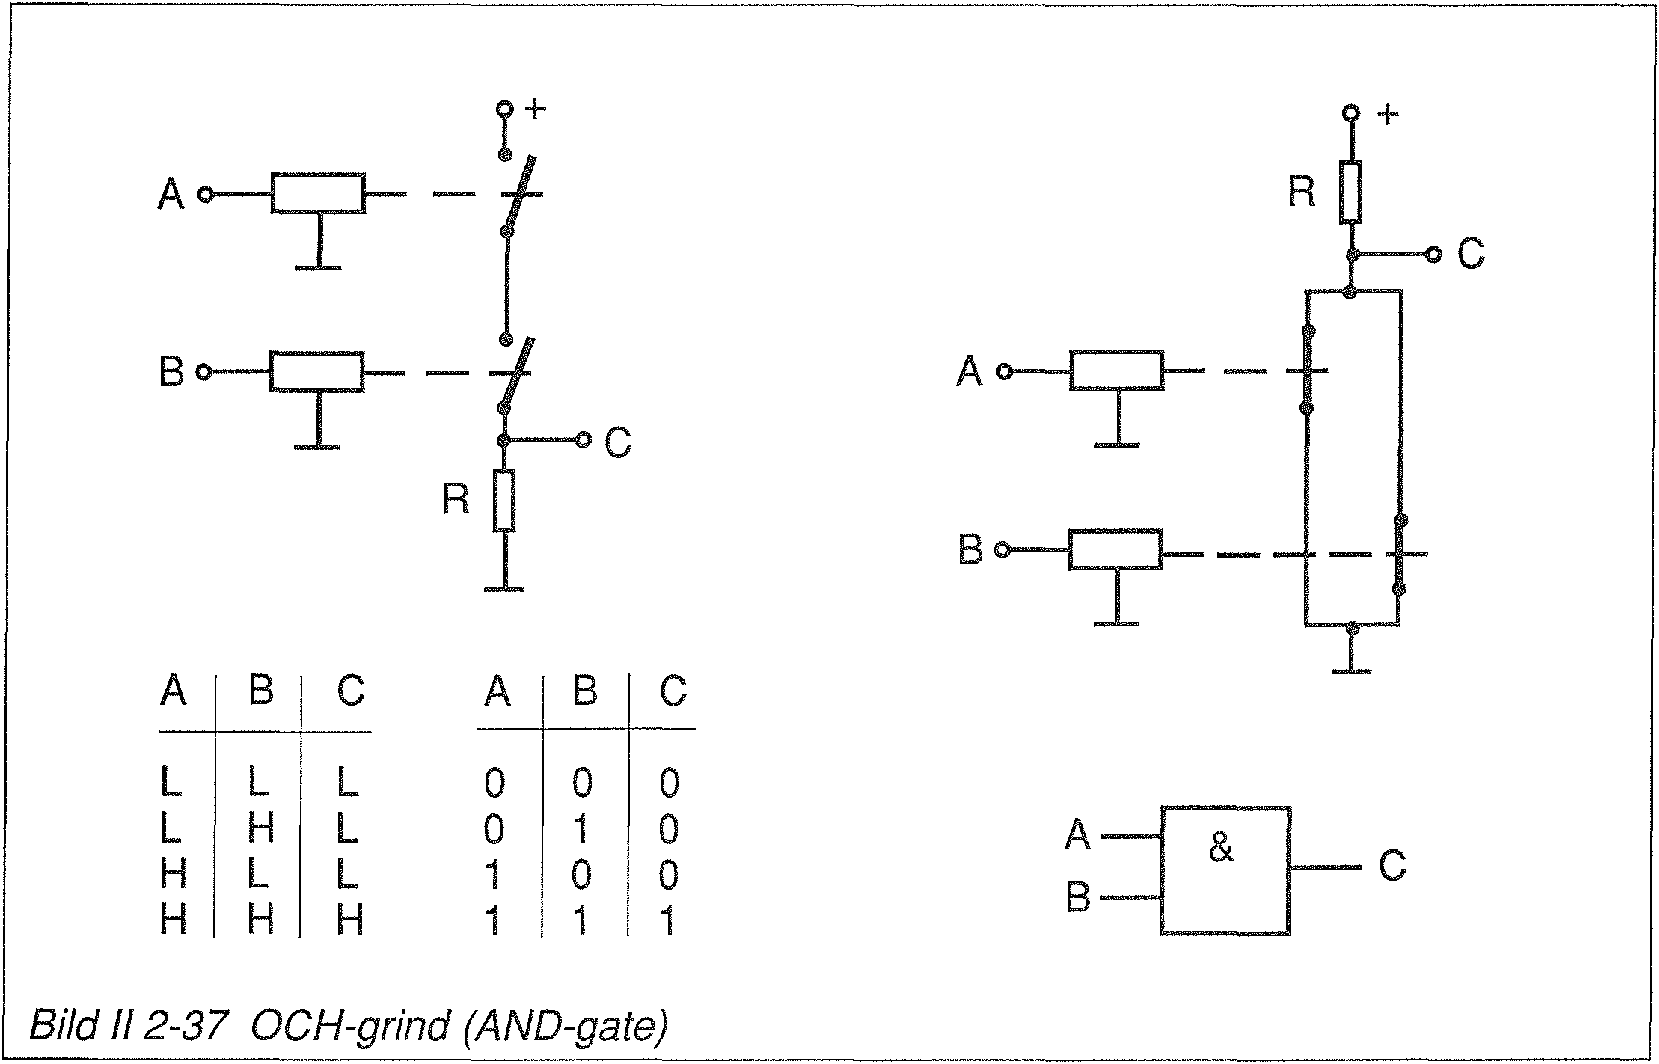 +
A
B
C
R
+
R
C
A
B
A B C
L L L
L H L
H L L
H H H
A B C
0 0 0
0 1 0
1 0 0
1 1 1
A
B
&
C
Bild II 2-37 OCH-grind (AND-gate)